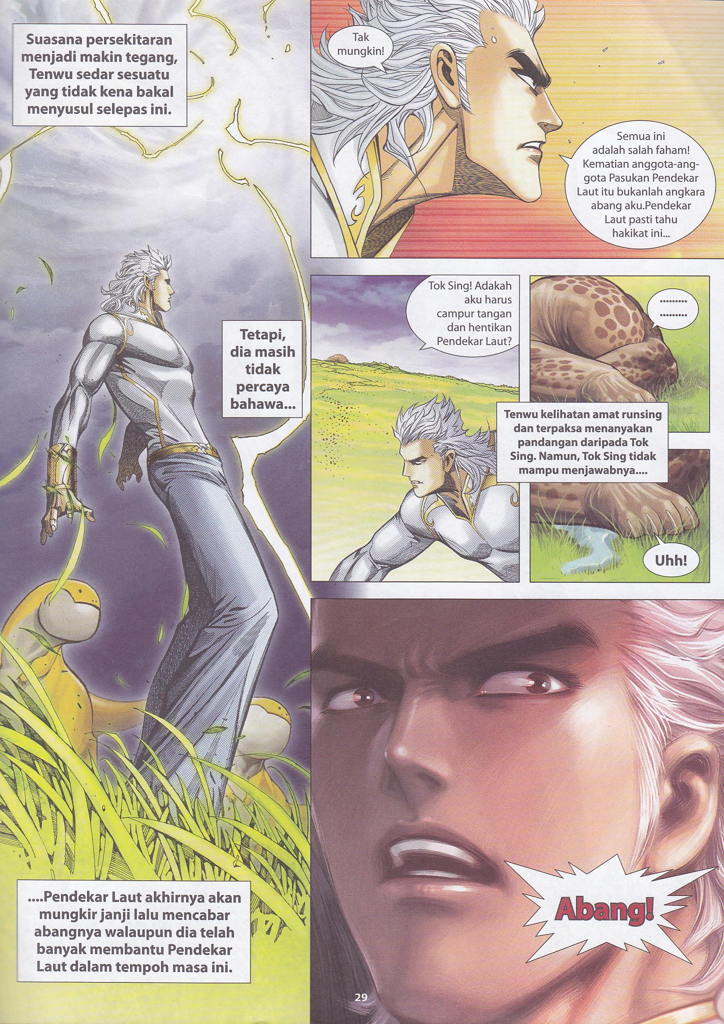 Suasana persekitaran
menjadi makin tegang,
Tenwu sedar sesuatu
yang tidak kena bakal
menyusul selepas ini.
Tetapi,
dia masih
tidak
percaya
bahawa...
....Pendekar Laut akhirnya akan
mungkir janji lalu mencabar
abangnya walaupun dia telah
banyak membantu Pendekar
Laut dalam tempoh masa ini.
Tak
mungkin!
Semua ini
adalah salah faham!
Kematian anggota-ang-
gota Pasukan Pendekar
Laut itu bukanlah angkara
abang aku.Pendekar
Laut pasti tahu
hakikat ini...
Tok Sing! Adakah
aku harus
campur tangan
dan hentikan
Pendekar Laut?
.........
.........
Tenwu kelihatan amat runsing
dan terpaksa menanyakan
pandangan daripada Tok
Sing. Namun, Tok Sing tidak
mampu menjawabnya....
Uhh!
Abang!
29